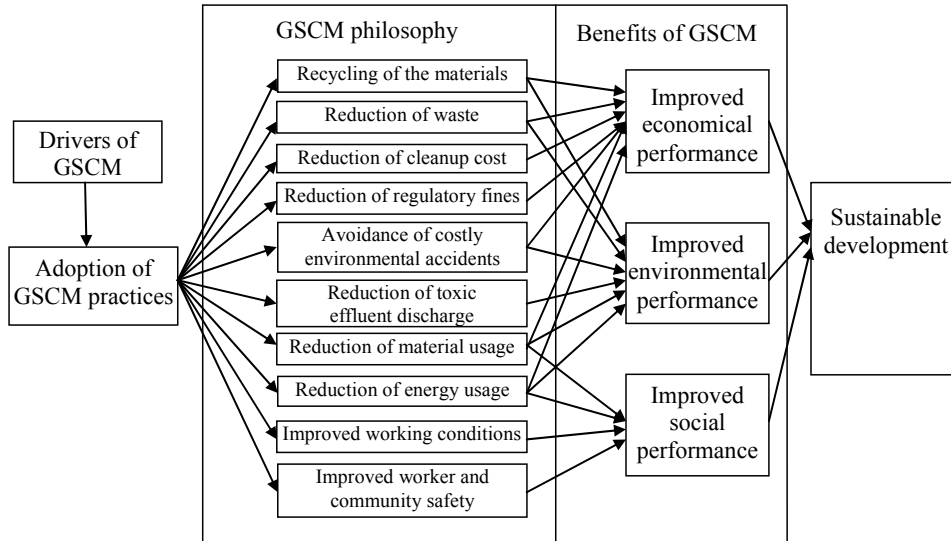 GSCM philosophy
Benefits of GSCM
Drivers of
GSCM
Adoption of
GSCM practices
Recycling of the materials
Reduction of waste
Reduction of cleanup cost
Reduction of regulatory fines
Avoidance of costly
environmental accidents
Reduction of toxic
effluent discharge
Reduction of material usage
Reduction of energy usage
Improved working conditions
Improved worker and
community safety
Improved
economical
performance
Improved
environmental
performance
Improved
social
performance
Sustainable
development